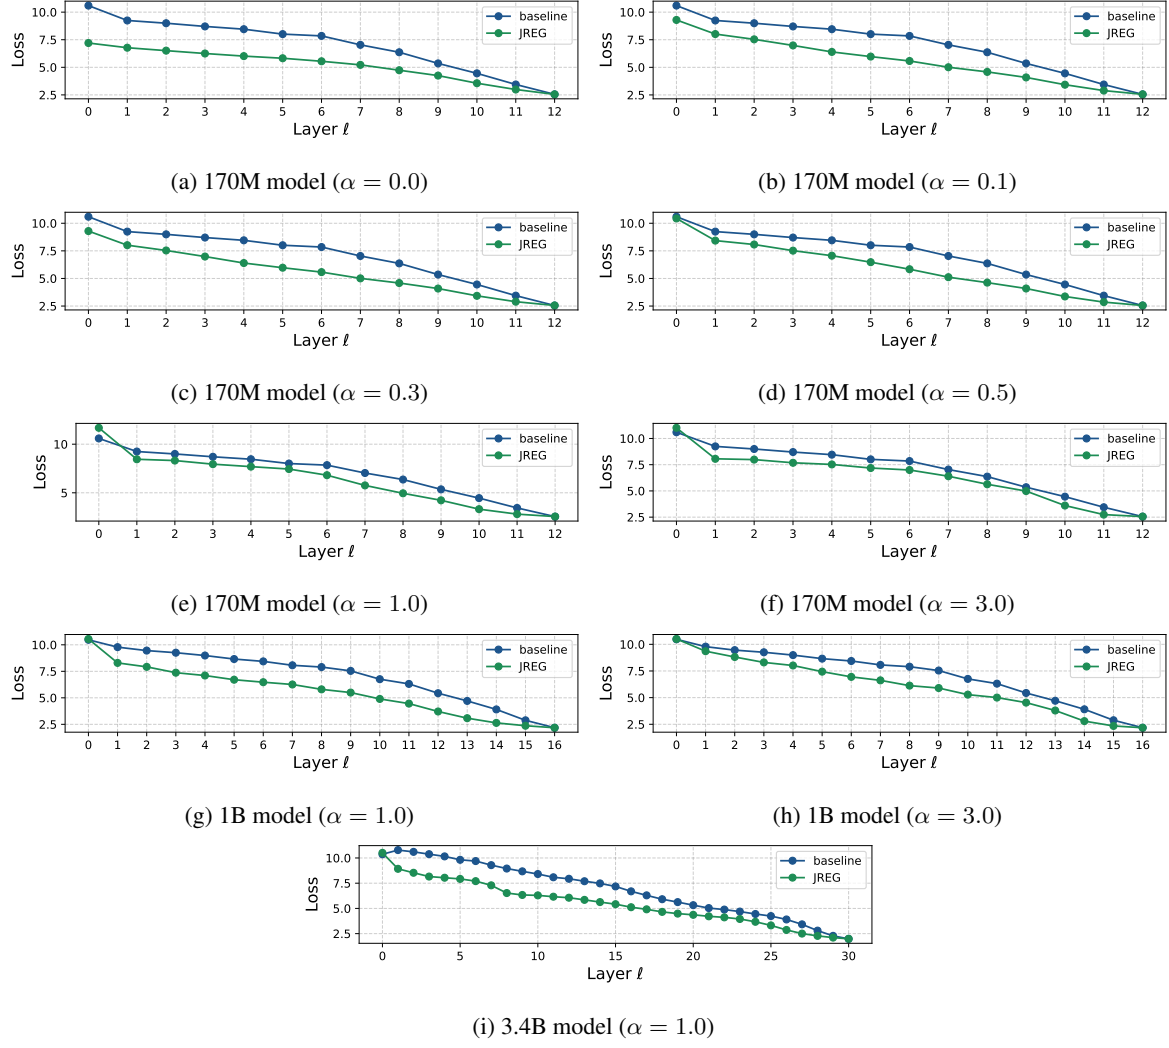 10.0
7.5
5.0
2.5
Loss
baseline
JREG
0 1 2 3 4 5 6 7 8 9 10 11 12
Layer ℓ
(a) 170M model (α = 0.0)
10.0
7.5
5.0
2.5
Loss
baseline
JREG
0 1 2 3 4 5 6 7 8 9 10 11 12
Layer ℓ
(b) 170M model (α = 0.1)
10.0
7.5
5.0
2.5
Loss
baseline
JREG
0 1 2 3 4 5 6 7 8 9 10 11 12
Layer ℓ
(c) 170M model (α = 0.3)
10.0
7.5
5.0
2.5
Loss
baseline
JREG
0 1 2 3 4 5 6 7 8 9 10 11 12
Layer ℓ
(d) 170M model (α = 0.5)
10
5
Loss
baseline
JREG
0 1 2 3 4 5 6 7 8 9 10 11 12
Layer ℓ
(e) 170M model (α = 1.0)
10.0
7.5
5.0
2.5
Loss
baseline
JREG
0 1 2 3 4 5 6 7 8 9 10 11 12
Layer ℓ
(f) 170M model (α = 3.0)
10.0
7.5
5.0
2.5
Loss
baseline
JREG
0 1 2 3 4 5 6 7 8 9 10 11 12 13 14 15 16
Layer ℓ
(g) 1B model (α = 1.0)
10.0
7.5
5.0
2.5
Loss
baseline
JREG
0 1 2 3 4 5 6 7 8 9 10 11 12 13 14 15 16
Layer ℓ
(h) 1B model (α = 3.0)
10.0
7.5
5.0
2.5
Loss
baseline
JREG
0 5 10 15 20 25 30
Layer ℓ
(i) 3.4B model (α = 1.0)